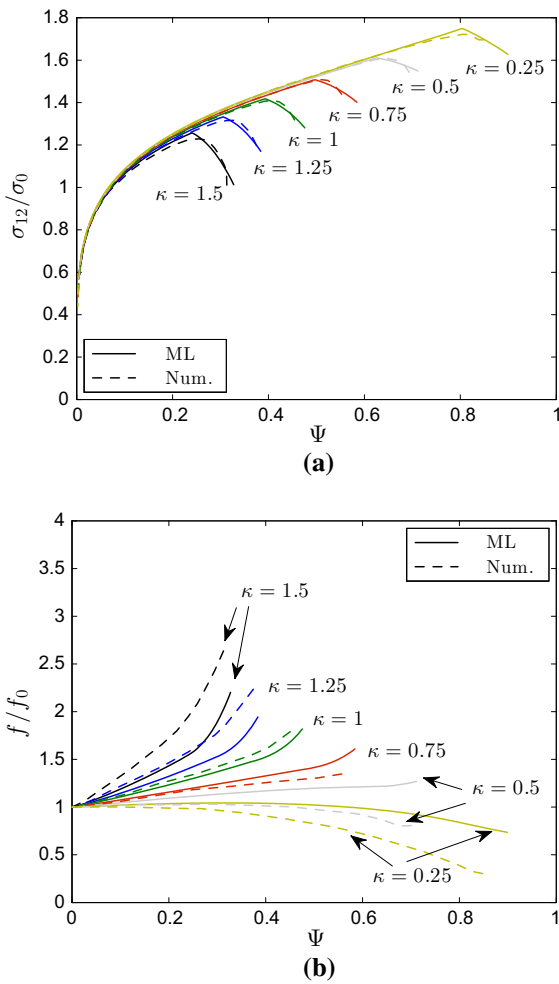 1.8
1.6
1.4
1.2
1
0.8
0.6
0.4
0.2
0
σ₁₂/σ₀
κ = 0.25
κ = 0.5
κ = 0.75
κ = 1
κ = 1.25
κ = 1.5
ML
Num.
0 0.2 0.4 0.6 0.8 1
Ψ
(a)
4
3.5
3
2.5
2
1.5
1
0.5
0
f/f₀
ML
Num.
κ = 1.5
κ = 1.25
κ = 1
κ = 0.75
κ = 0.5
κ = 0.25
0 0.2 0.4 0.6 0.8 1
Ψ
(b)